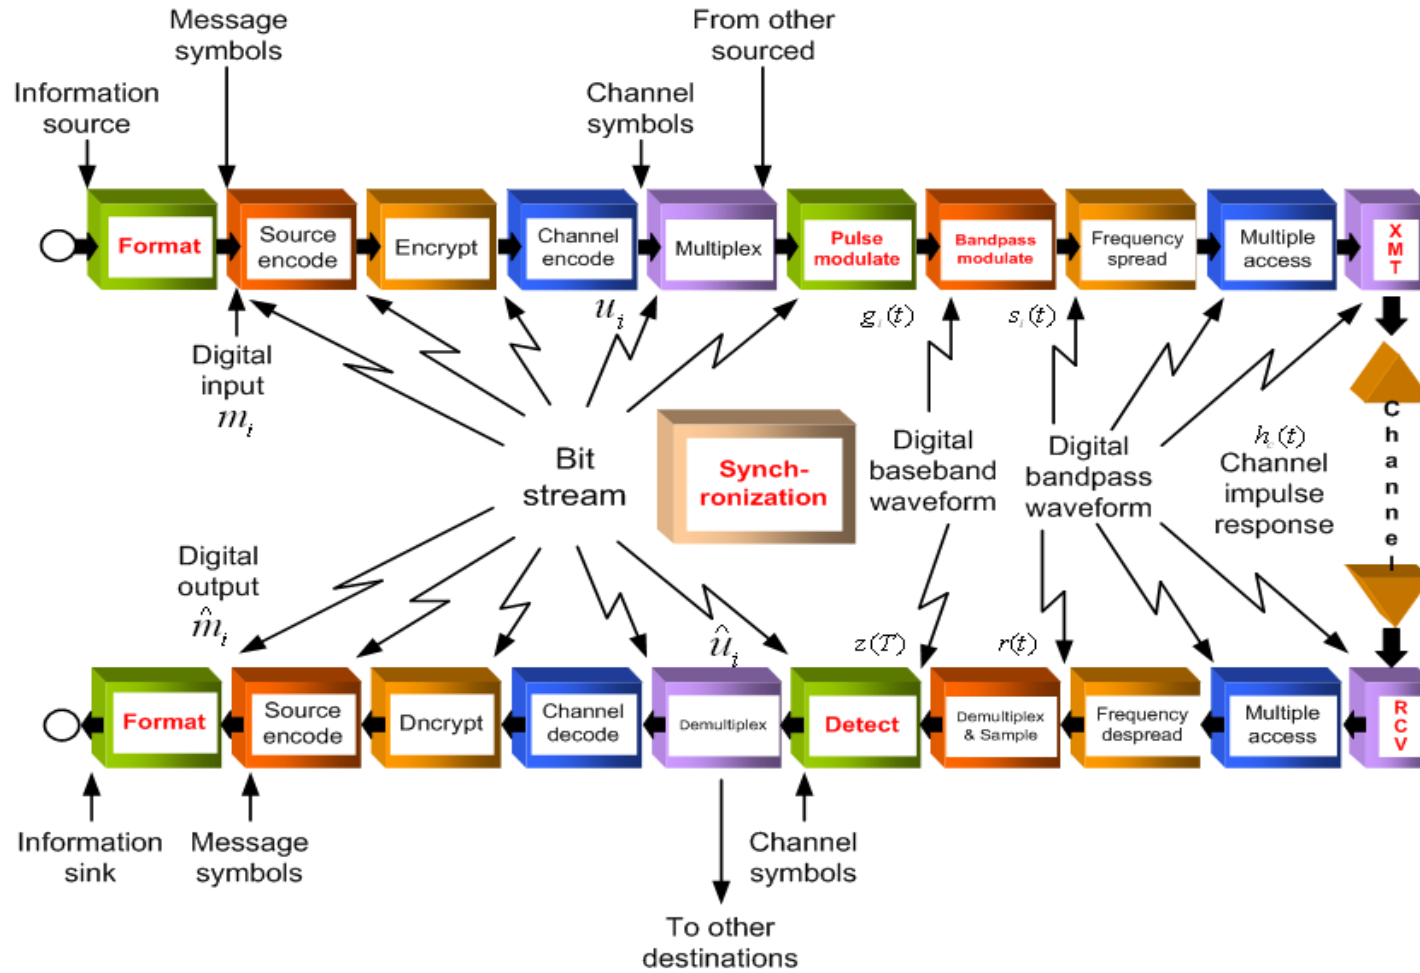 Message
symbols
From other
sourced
Information
source
Channel
symbols
Format
Source
encode
Encrypt
Channel
encode
Multiplex
Pulse
modulate
Bandpass
modulate
Frequency
spread
Multiple
access
X
M
T
u_i
g_i(t)
s_i(t)
Digital
input
m_i
Bit
stream
Synch-
ronization
Digital
baseband
waveform
Digital
bandpass
waveform
h_c(t)
Channel
impulse
response
C
h
a
n
n
e
l
Digital
output
m̂_i
û_i
z(T)
r(t)
Format
Source
encode
Dncrypt
Channel
decode
Demultiplex
Detect
Demultiplex
& Sample
Frequency
despread
Multiple
access
R
C
V
Information
sink
Message
symbols
Channel
symbols
To other
destinations